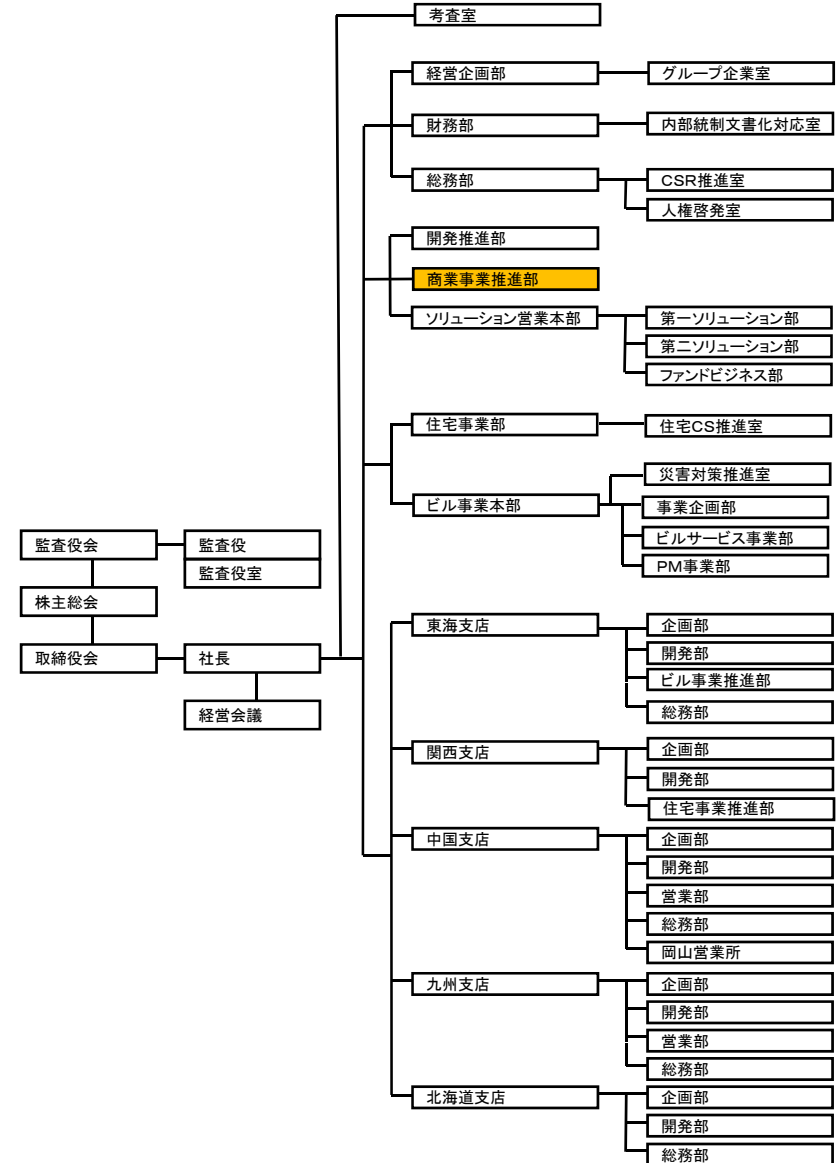 考査室
経営企画部
グループ企業室
財務部
内部統制文書化対応室
総務部
CSR推進室
人権啓発室
開発推進部
商業事業推進部
ソリューション営業本部
第一ソリューション部
第二ソリューション部
ファンドビジネス部
住宅事業部
住宅CS推進室
ビル事業本部
災害対策推進室
事業企画部
ビルサービス事業部
PM事業部
監査役会
監査役
監査役室
株主総会
取締役会
社長
経営会議
東海支店
企画部
開発部
ビル事業推進部
総務部
関西支店
企画部
開発部
住宅事業推進部
中国支店
企画部
開発部
営業部
総務部
岡山営業所
九州支店
企画部
開発部
営業部
総務部
北海道支店
企画部
開発部
総務部